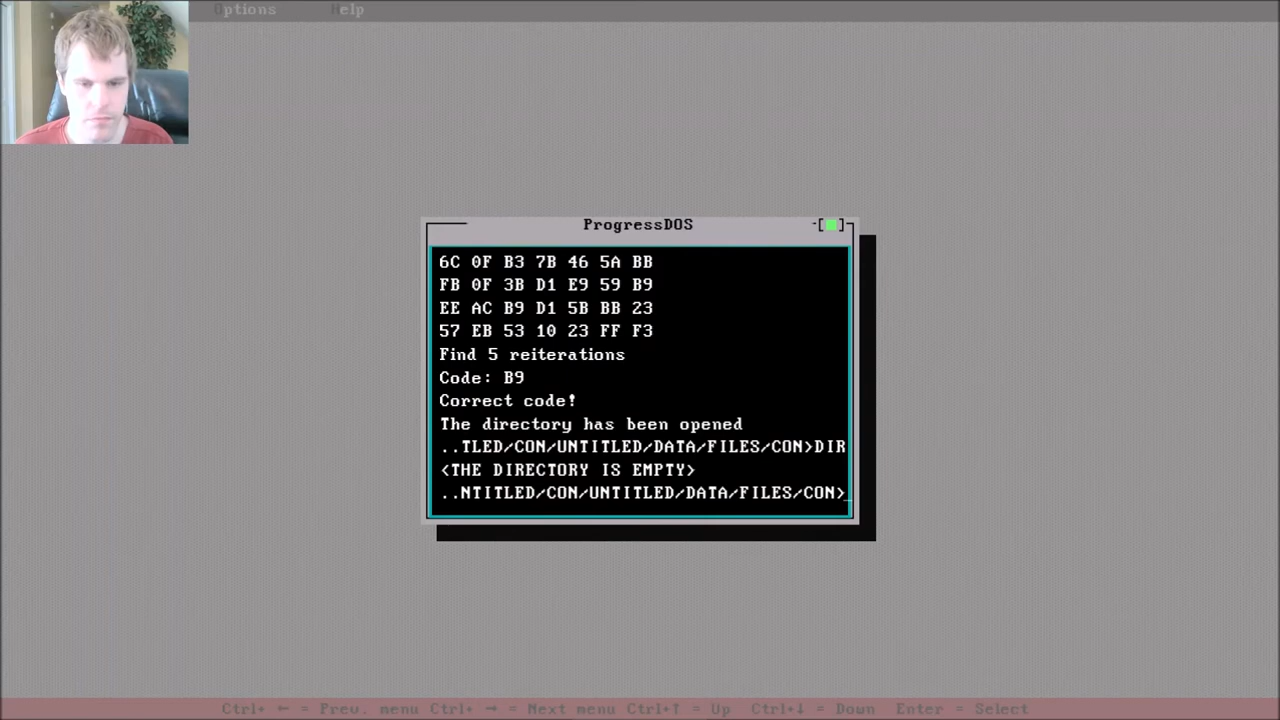 Options Help
ProgressDOS
6C 0F B3 7B 46 5A BB
FB 0F 3B D1 E9 59 B9
EE AC B9 D1 5B BB 23
57 EB 53 10 23 FF F3
Find 5 reiterations
Code: B9
Correct code!
The directory has been opened
..TLED/CON/UNTITLED/DATA/FILES/CON>DIR
<THE DIRECTORY IS EMPTY>
..NTITLED/CON/UNTITLED/DATA/FILES/CON>_
Ctrl+ ← = Prev. menu Ctrl+ → = Next menu Ctrl+↑ = Up Ctrl+↓ = Down Enter = Select